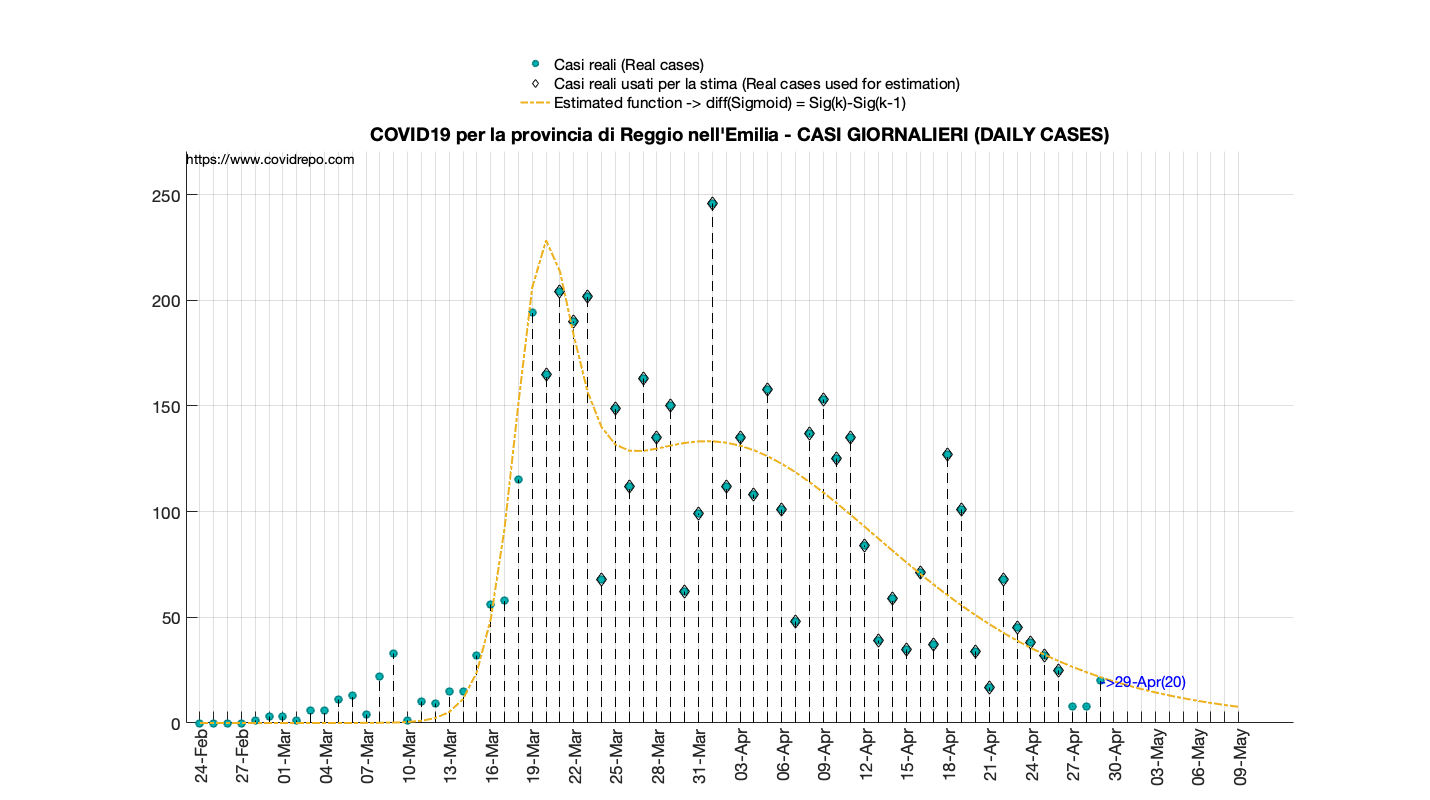 Casi reali (Real cases)
Casi reali usati per la stima (Real cases used for estimation)
Estimated function -> diff(Sigmoid) = Sig(k)-Sig(k-1)
COVID19 per la provincia di Reggio nell'Emilia - CASI GIORNALIERI (DAILY CASES)
https://www.covidrepo.com
250
200
150
100
50
0
->29-Apr(20)
24-Feb
27-Feb
01-Mar
04-Mar
07-Mar
10-Mar
13-Mar
16-Mar
19-Mar
22-Mar
25-Mar
28-Mar
31-Mar
03-Apr
06-Apr
09-Apr
12-Apr
15-Apr
18-Apr
21-Apr
24-Apr
27-Apr
30-Apr
03-May
06-May
09-May